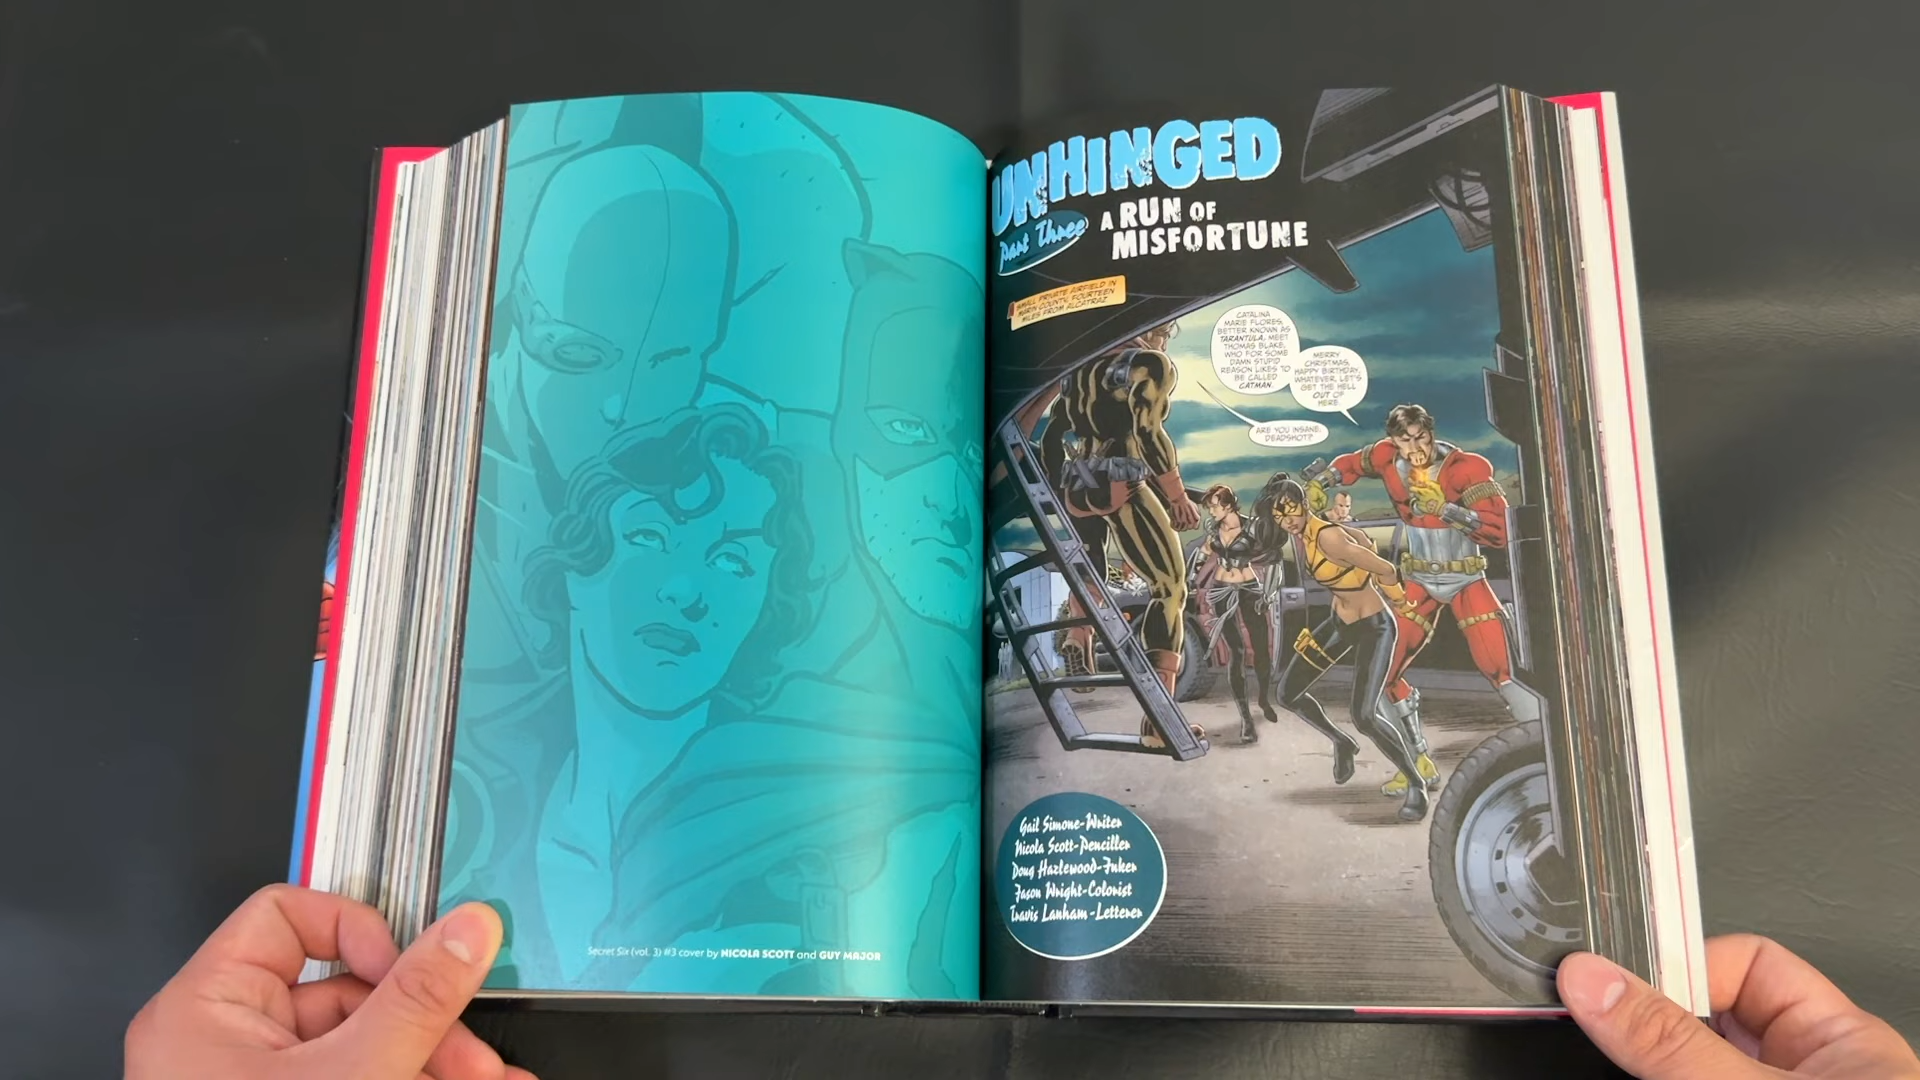 Secret Six (vol. 3) #3 cover by NICOLA SCOTT and GUY MAJOR
UNHINGED
Part Three
A RUN OF
MISFORTUNE
A SMALL PRIVATE AIRFIELD IN
MARIN COUNTY, FOURTEEN
MILES FROM ALCATRAZ
CATALINA
MARIE FLORES,
BETTER KNOWN AS
TARANTULA, MEET
THOMAS BLAKE,
WHO FOR SOME
DAMN STUPID
REASON LIKES TO
BE CALLED
CATMAN.
MERRY
CHRISTMAS,
HAPPY BIRTHDAY,
WHATEVER, LET'S
GET THE HELL
OUT OF
HERE.
ARE YOU INSANE,
DEADSHOT?
Gail Simone-Writer
Nicola Scott-Penciller
Doug Hazlewood-Inker
Jason Wright-Colorist
Travis Lanham-Letterer